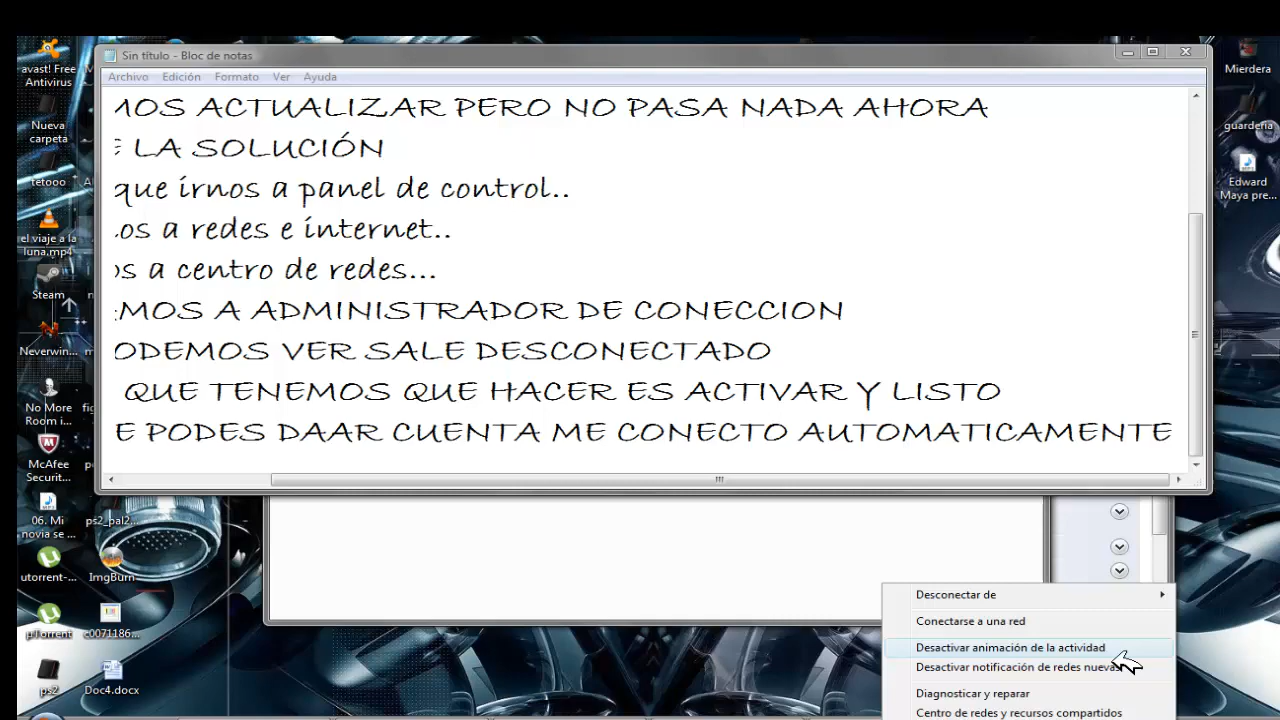 Sin título - Bloc de notas
Archivo Edición Formato Ver Ayuda
MOS ACTUALIZAR PERO NO PASA NADA AHORA
E LA SOLUCIÓN
que írnos a panel de control..
os a redes e ínternet..
os a centro de redes...
MOS A ADMINISTRADOR DE CONECCION
ODEMOS VER SALE DESCONECTADO
QUE TENEMOS QUE HACER ES ACTIVAR Y LISTO
E PODES DAAR CUENTA ME CONECTO AUTOMATICAMENTE
avast! Free
Antivirus
Nueva
carpeta
tetooo
el viaje a la
luna.mp4
Steam
Neverwin...
No More
Room i...
McAfee
Securit...
06. Mi
novia se ...
ps2_pal2...
utorrent-...
ImgBurn
µTorrent
c0071186...
ps2
Doc4.docx
Mierdera
guarderia
Edward
Maya pre...
Desconectar de
Conectarse a una red
Desactivar animación de la actividad
Desactivar notificación de redes nuevas
Diagnosticar y reparar
Centro de redes y recursos compartidos